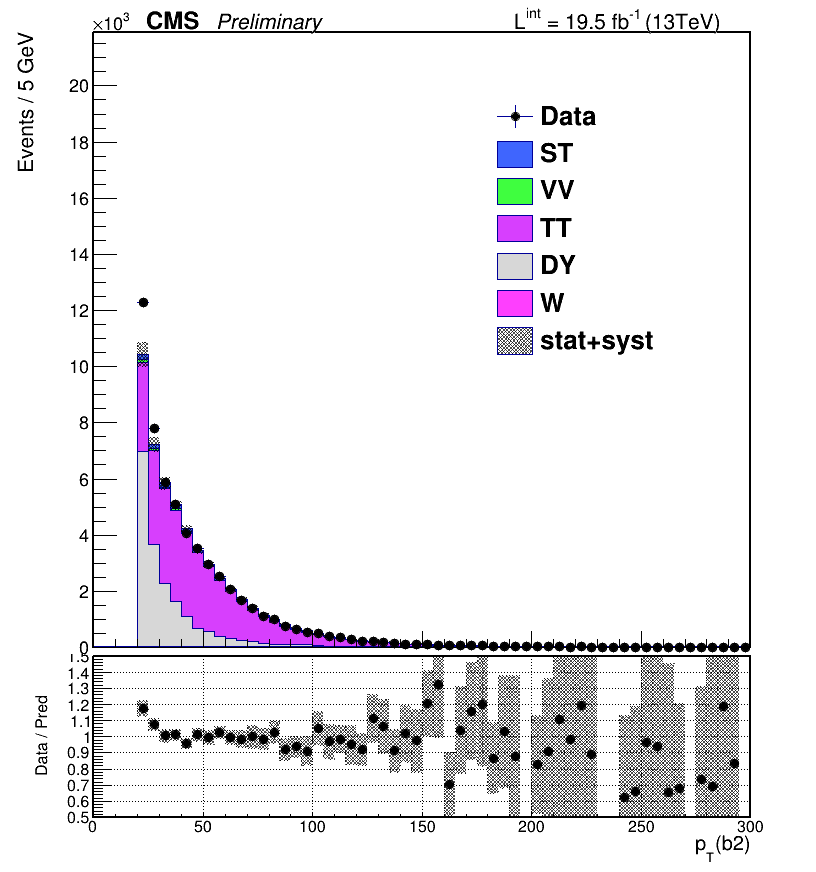 ×10³ CMS Preliminary L^int = 19.5 fb⁻¹ (13TeV)
Events / 5 GeV
20
18
16
14
12
10
8
6
4
2
0
Data
ST
VV
TT
DY
W
stat+syst
Data / Pred
1.5
1.4
1.3
1.2
1.1
1
0.9
0.8
0.7
0.6
0.5
0 50 100 150 200 250 300
p_T(b2)